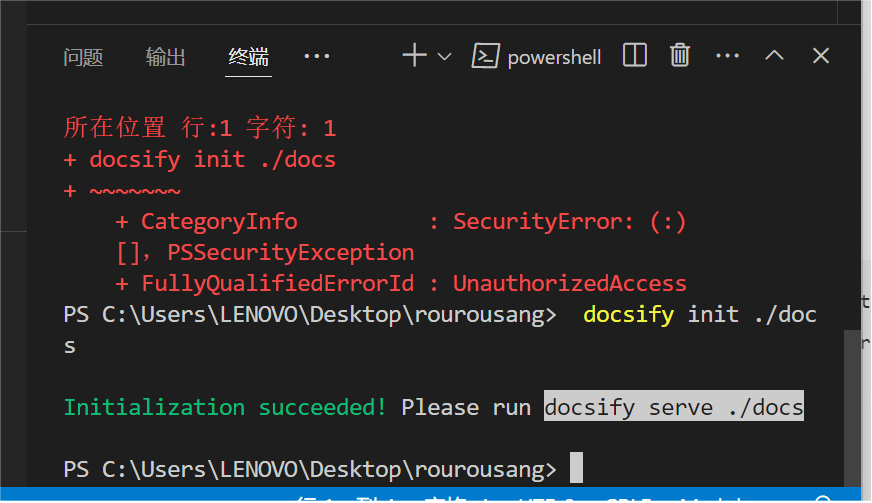 问题 输出 终端 ··· powershell ···
所在位置 行:1 字符: 1
+ docsify init ./docs
+ ~~~~~~~
+ CategoryInfo : SecurityError: (:)
[], PSSecurityException
+ FullyQualifiedErrorId : UnauthorizedAccess
PS C:\Users\LENOVO\Desktop\rourousang> docsify init ./doc
s
Initialization succeeded! Please run docsify serve ./docs
PS C:\Users\LENOVO\Desktop\rourousang>